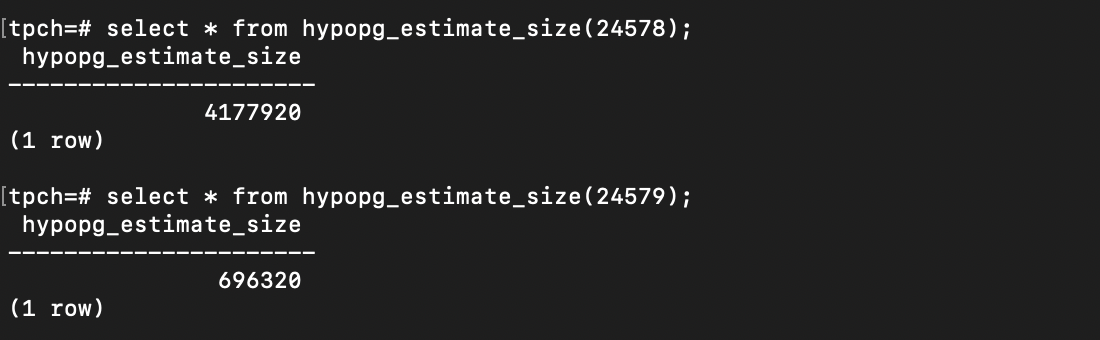 [tpch=# select * from hypopg_estimate_size(24578);
hypopg_estimate_size
----------------------
4177920
(1 row)
[tpch=# select * from hypopg_estimate_size(24579);
hypopg_estimate_size
----------------------
696320
(1 row)